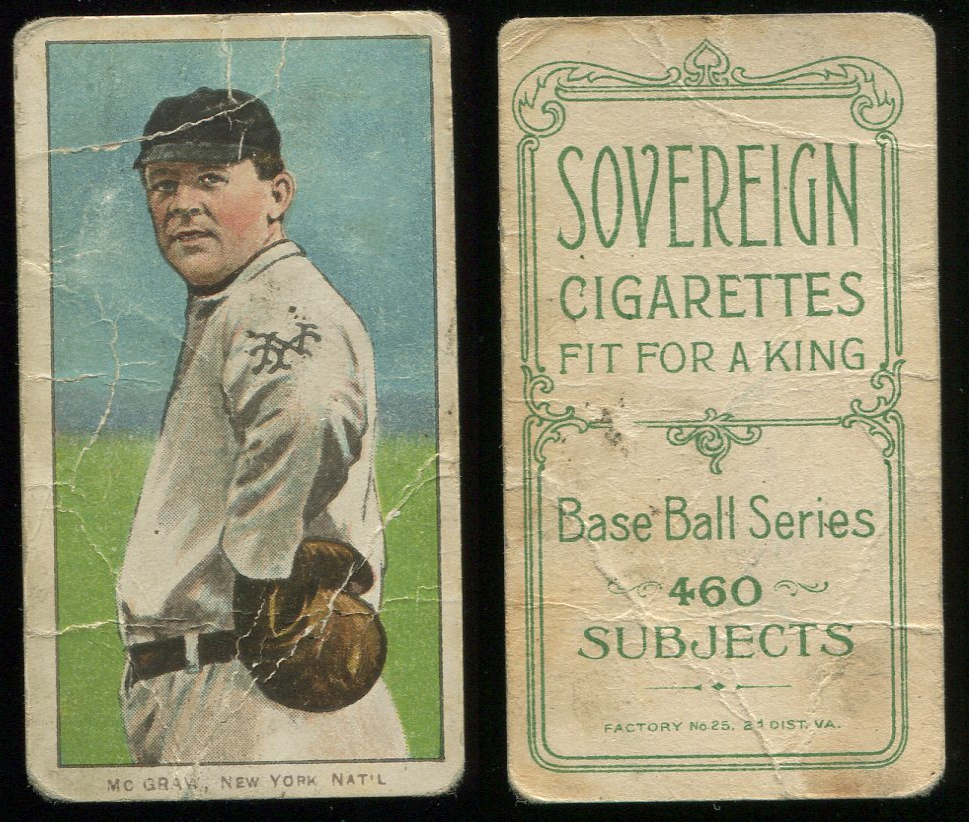 NY
MC GRAW, NEW YORK NAT'L
SOVEREIGN
CIGARETTES
FIT FOR A KING
Base Ball Series
460
SUBJECTS
FACTORY No. 25, 2d DIST. VA.